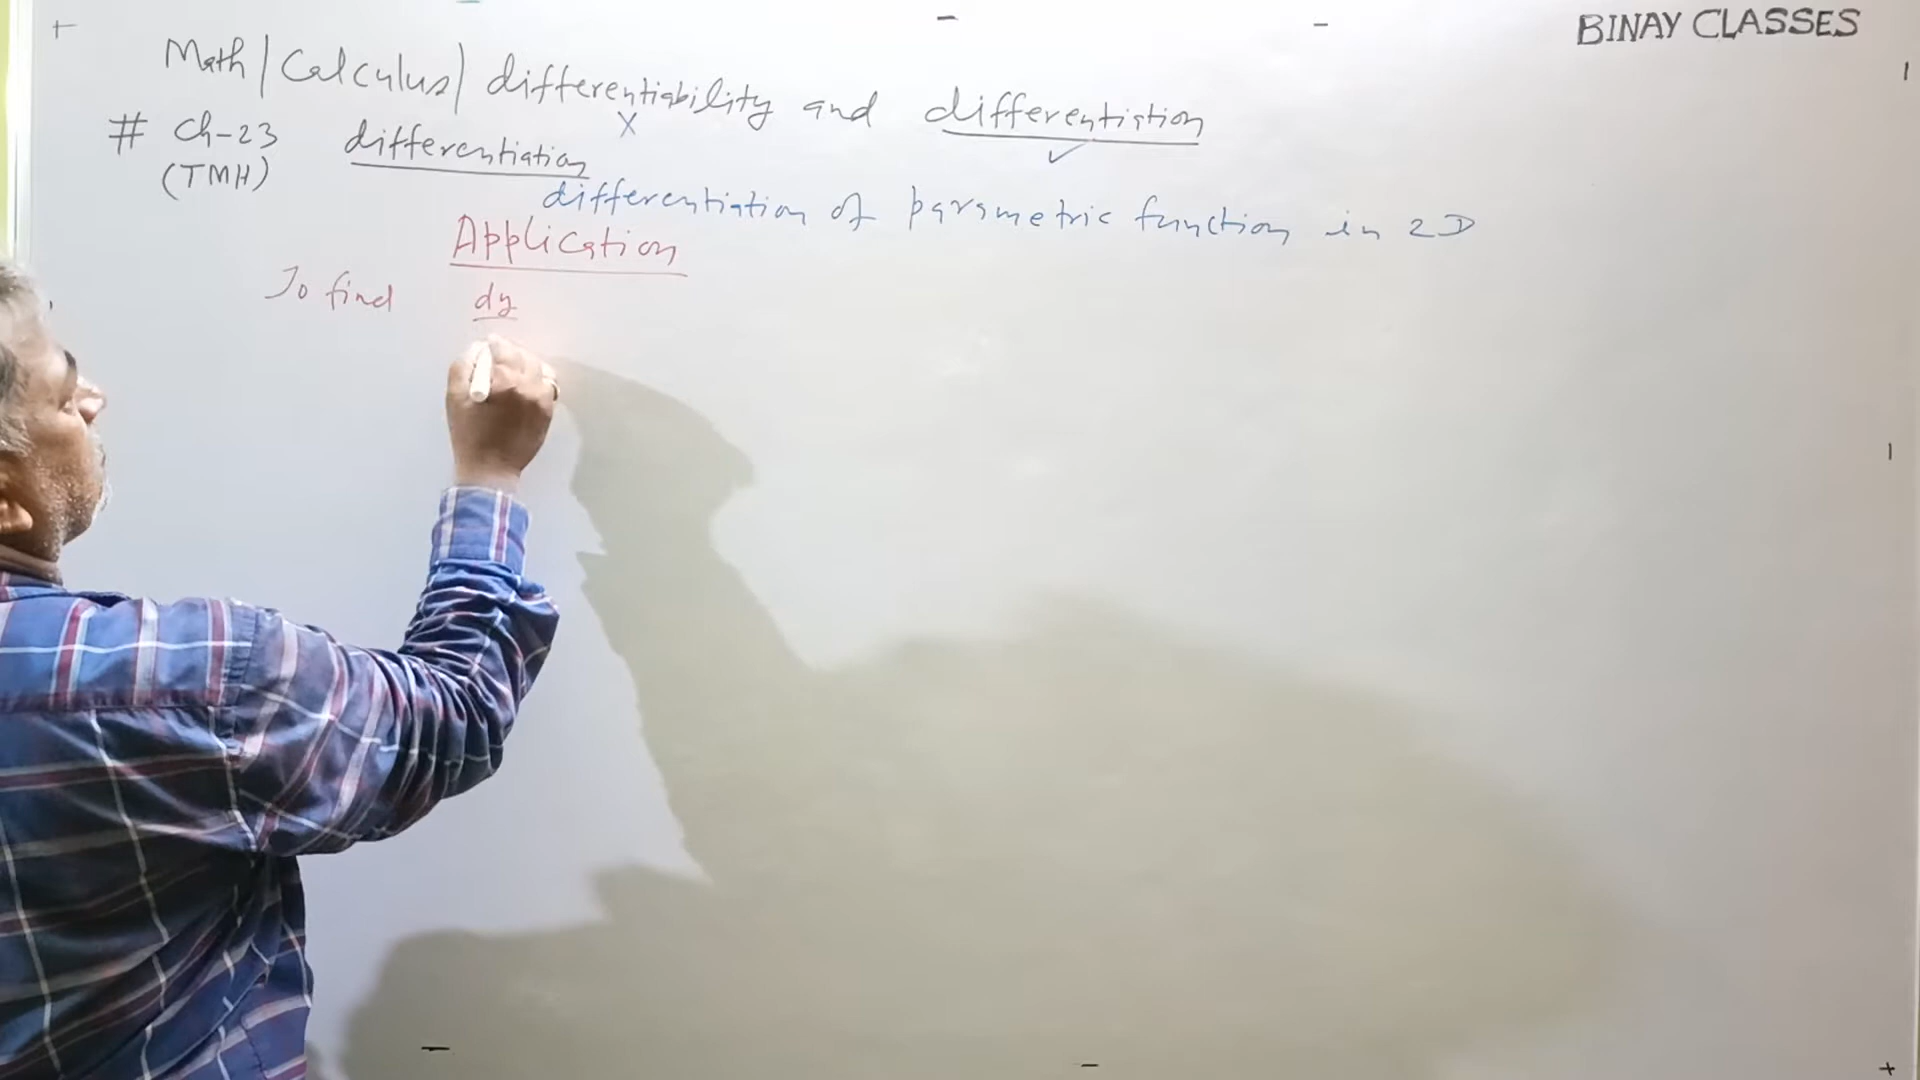 BINAY CLASSES
Math/Calculus/differentiability and differentiation
# Ch-23 differentiation
(TMH)
differentiation of parametric function in 2D
Application
To find dy